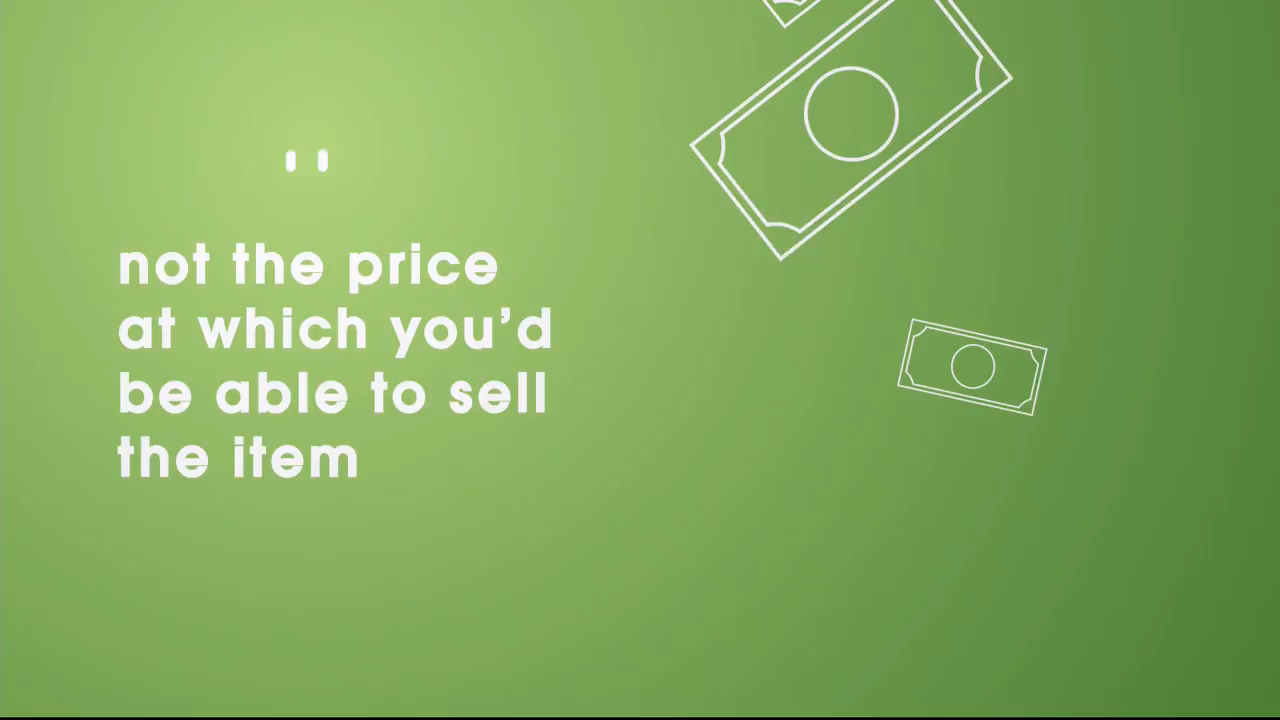 not the price
at which you’d
be able to sell
the item